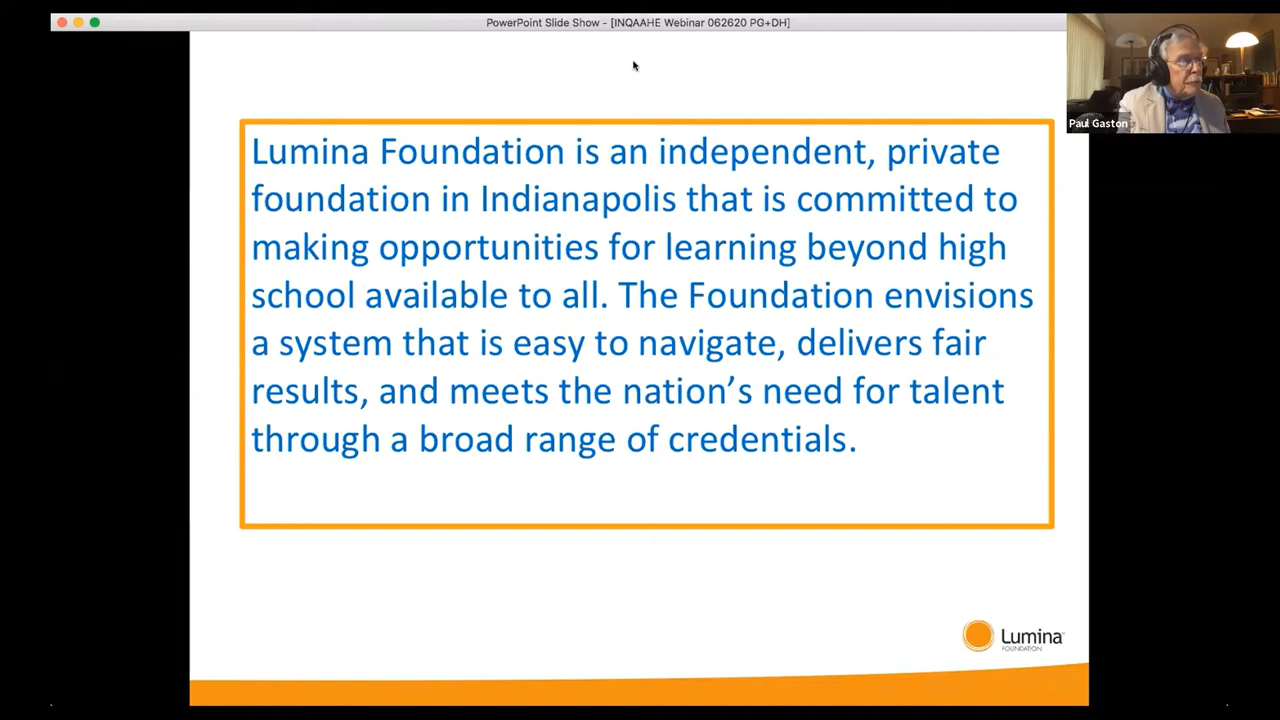 PowerPoint Slide Show - [INQAAHE Webinar 062620 PG+DH]
Paul Gaston
Lumina Foundation is an independent, private
foundation in Indianapolis that is committed to
making opportunities for learning beyond high
school available to all. The Foundation envisions
a system that is easy to navigate, delivers fair
results, and meets the nation’s need for talent
through a broad range of credentials.
Lumina
FOUNDATION